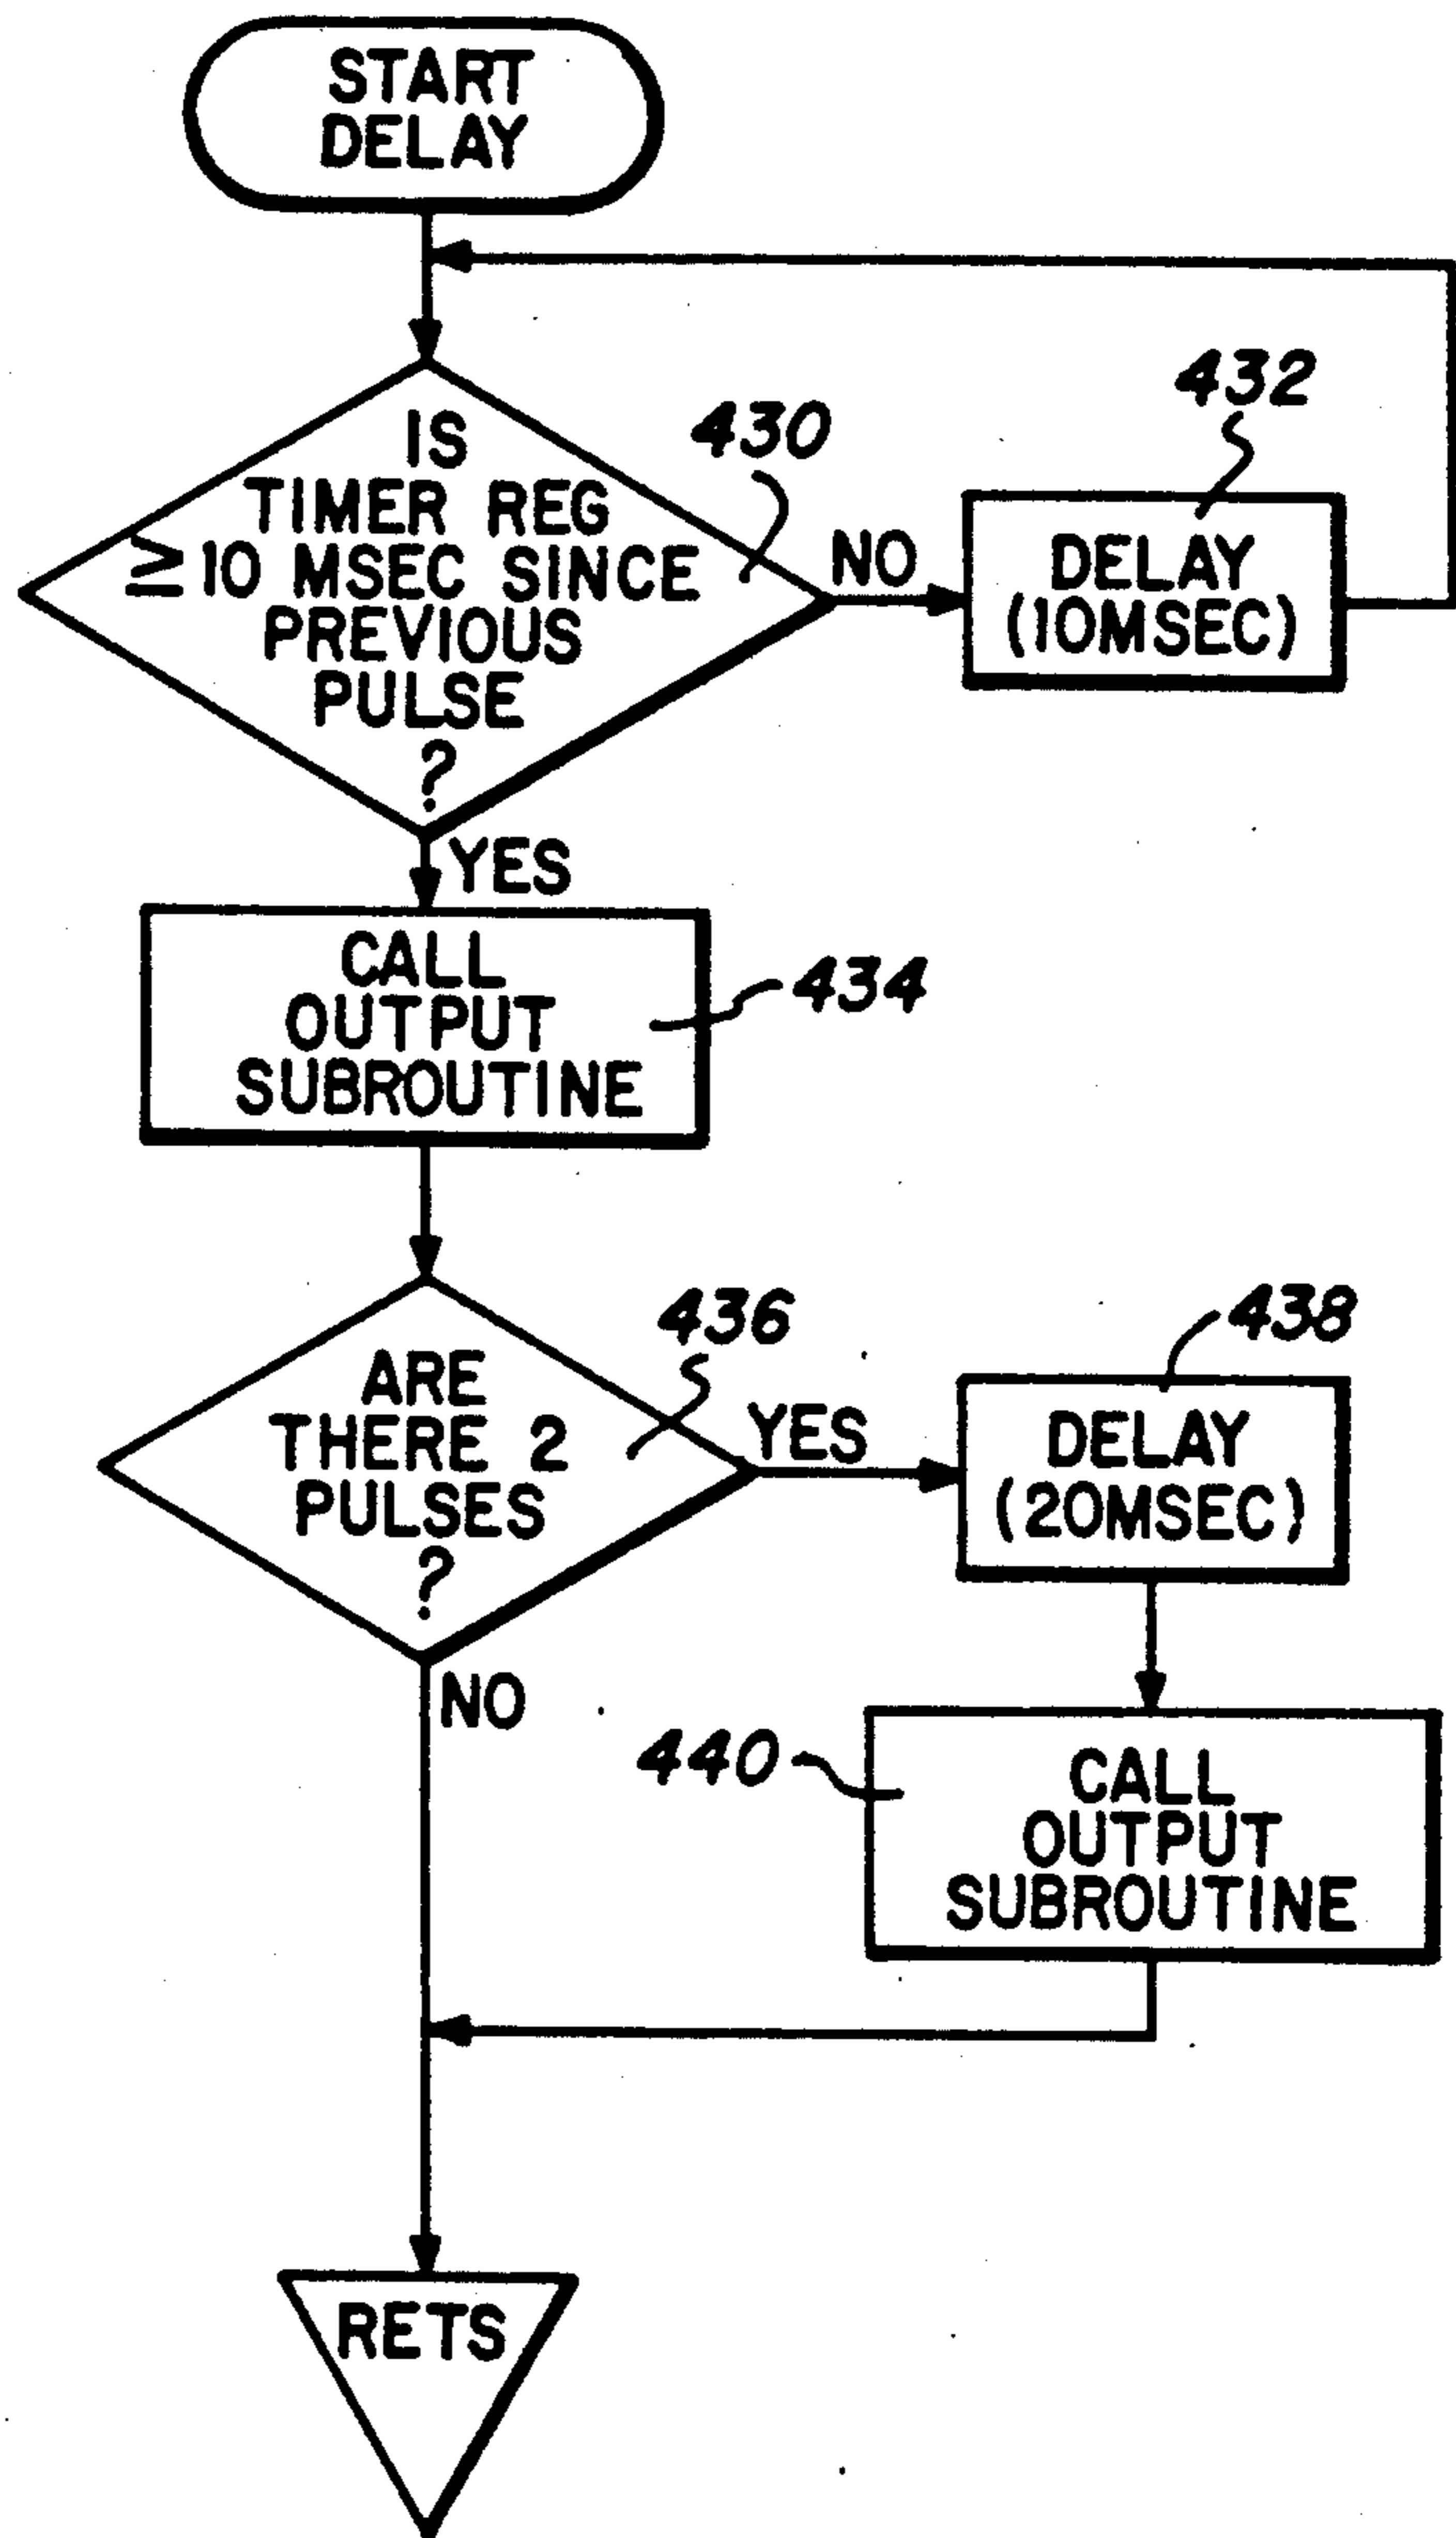 START
DELAY
432
430
IS
TIMER REG
≥10 MSEC SINCE
PREVIOUS
PULSE
?
NO
DELAY
(10MSEC)
YES
CALL
OUTPUT
SUBROUTINE
434
436
438
ARE
THERE 2
PULSES
?
YES
DELAY
(20MSEC)
NO
440
CALL
OUTPUT
SUBROUTINE
RETS